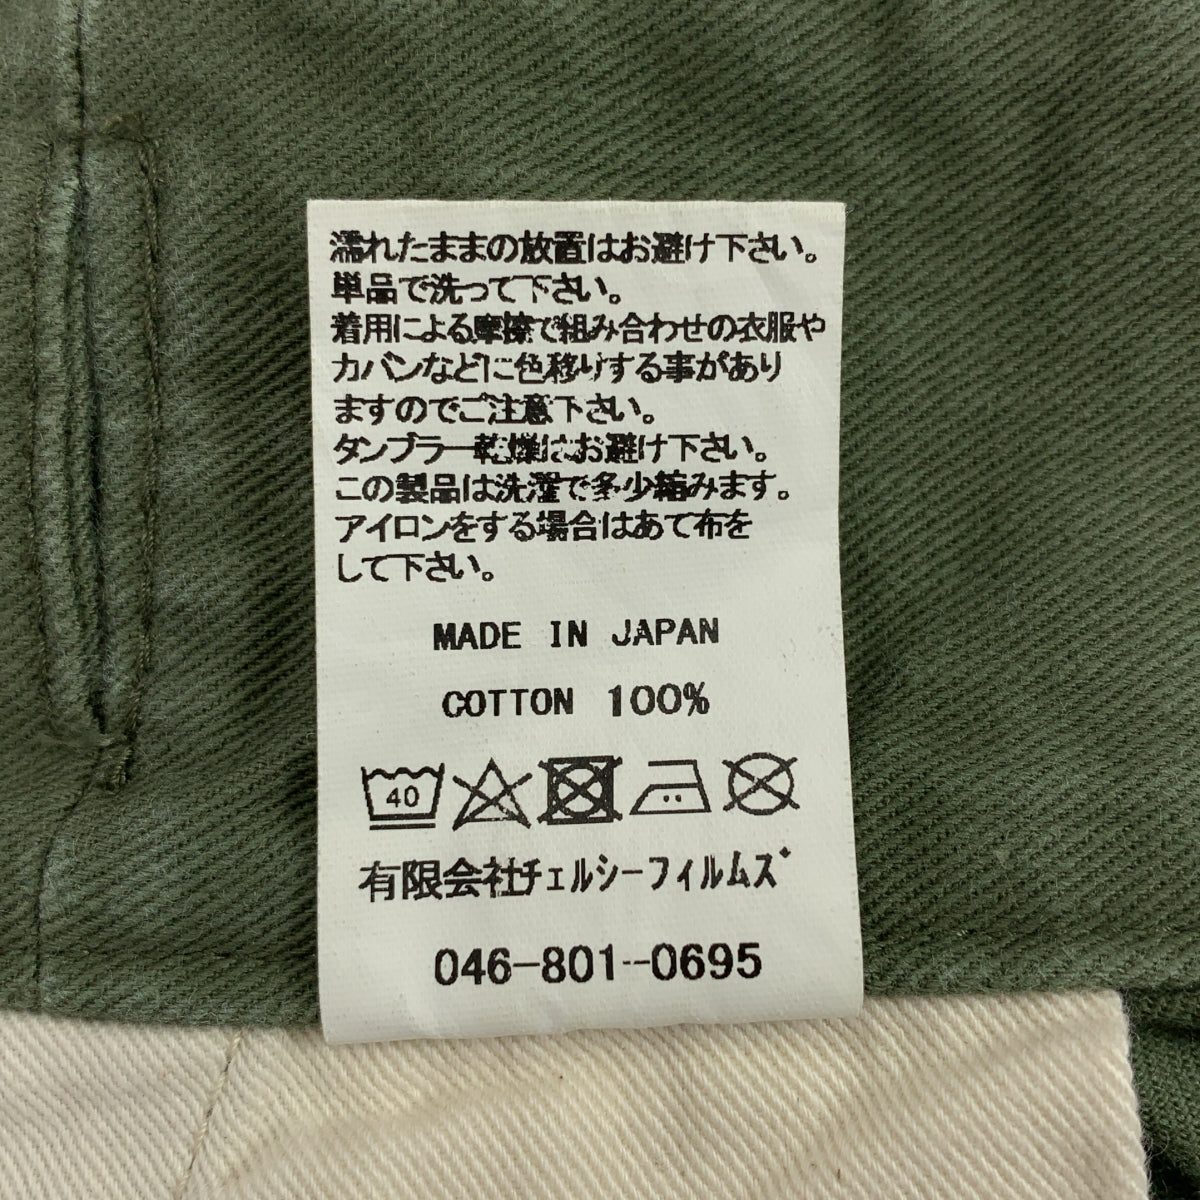 濡れたままの放置はお避け下さい。
単品で洗って下さい。
着用による摩擦で組み合わせの衣服や
カバンなどに色移りする事があり
ますのでご注意下さい。
タンブラー乾燥はお避け下さい。
この製品は洗濯で多少縮みます。
アイロンをする場合はあて布を
して下さい。
MADE IN JAPAN
COTTON 100%
40
有限会社チェルシーフィルムズ
046-801-0695